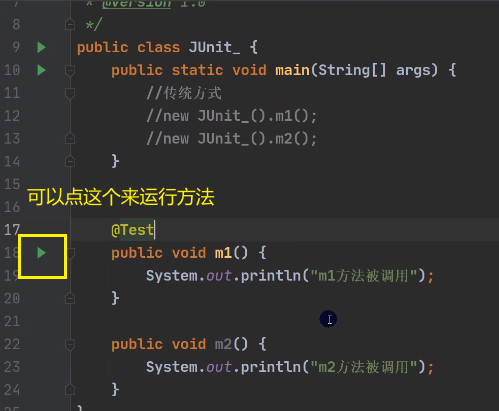 7 * @version 1.0
8 */
9 public class JUnit_ {
10 public static void main(String[] args) {
11 //传统方式
12 //new JUnit_().m1();
13 //new JUnit_().m2();
14 }
15
可以点这个来运行方法
16
17 @Test
18 public void m1() {
19 System.out.println("m1方法被调用");
20 }
21
22 public void m2() {
23 System.out.println("m2方法被调用");
24 }
25 }